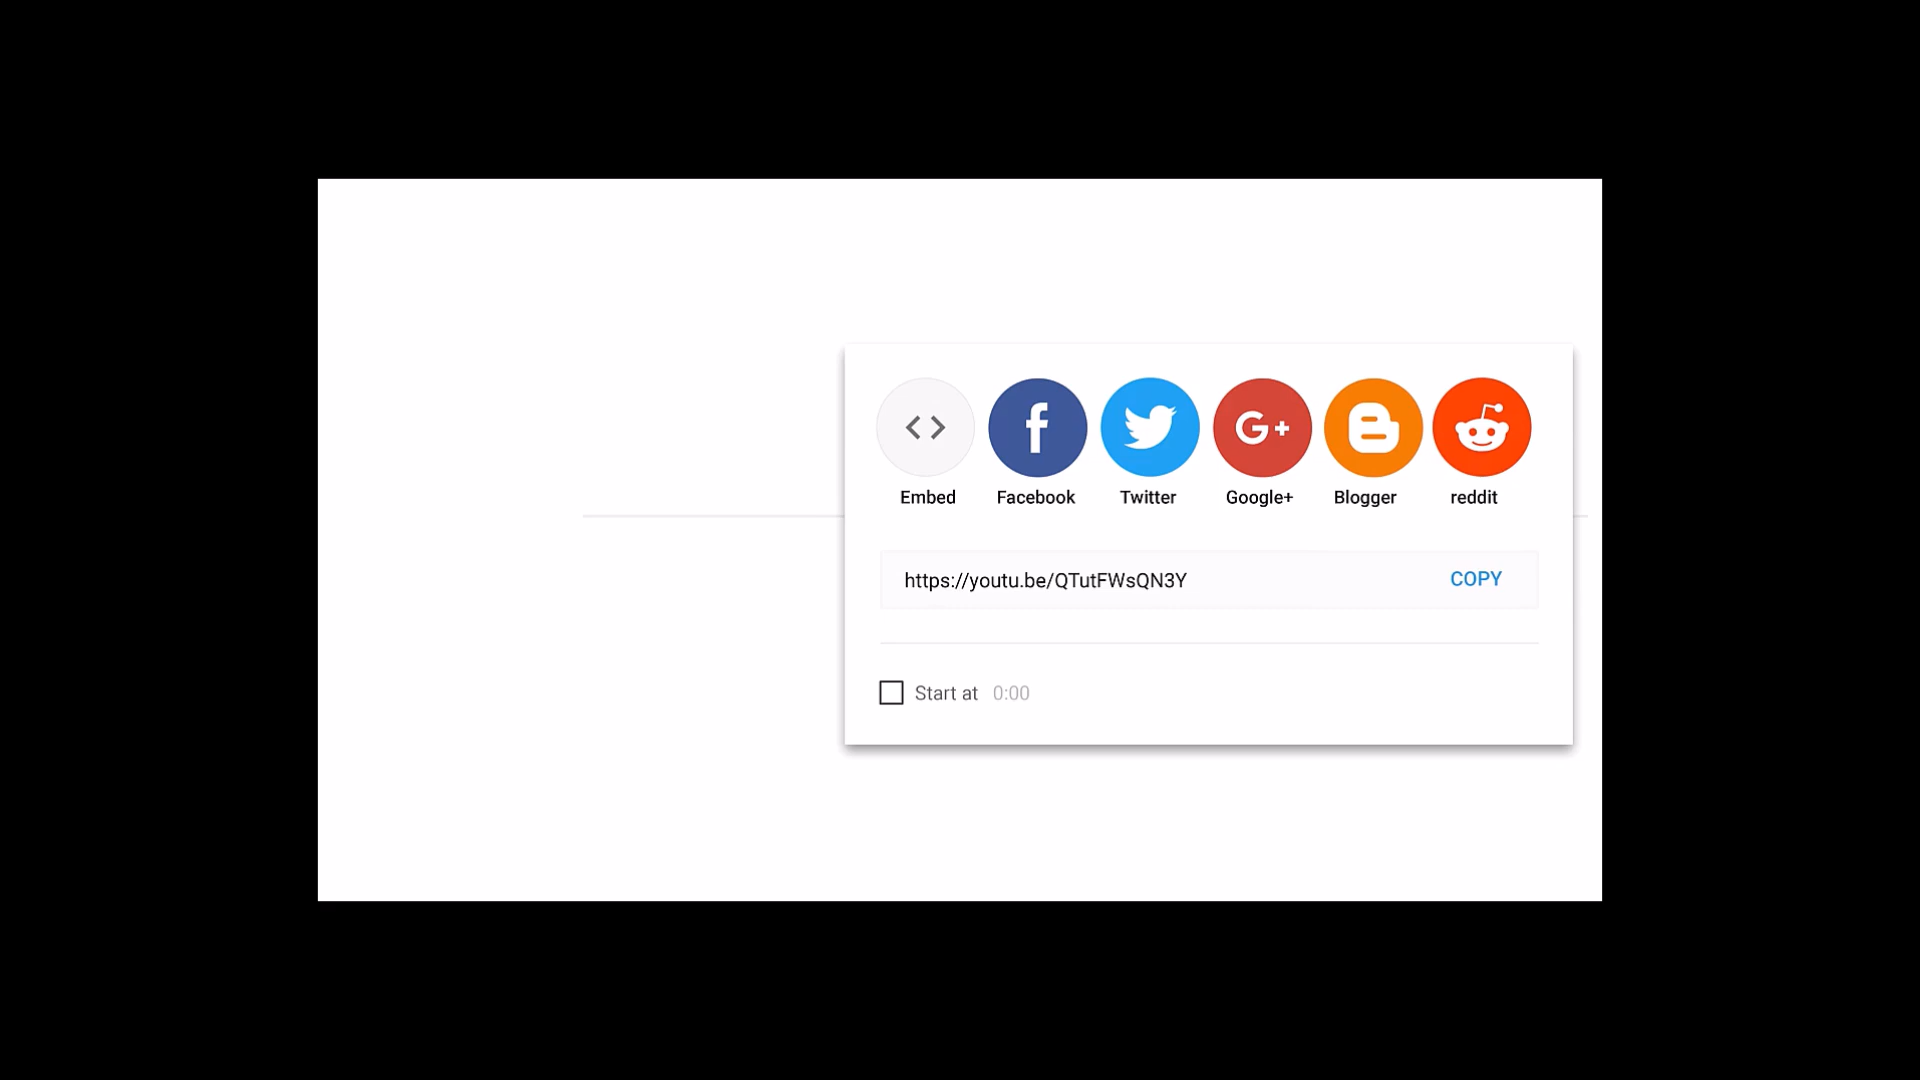 Embed Facebook Twitter Google+ Blogger reddit
https://youtu.be/QTutFWsQN3Y COPY
Start at 0:00